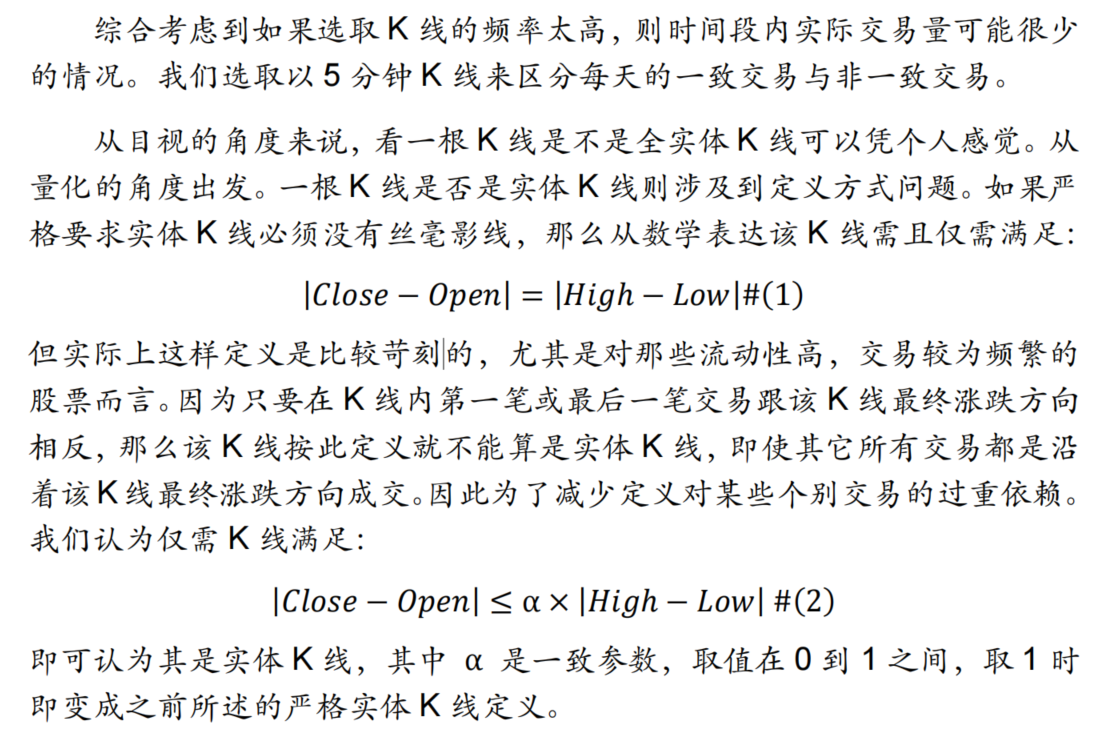 综合考虑到如果选取 K 线的频率太高，则时间段内实际交易量可能很少
的情况。我们选取以 5 分钟 K 线来区分每天的一致交易与非一致交易。
从目视的角度来说，看一根 K 线是不是全实体 K 线可以凭个人感觉。从
量化的角度出发。一根 K 线是否是实体 K 线则涉及到定义方式问题。如果严
格要求实体 K 线必须没有丝毫影线，那么从数学表达该 K 线需且仅需满足：
|Close − Open| = |High − Low|#(1)
但实际上这样定义是比较苛刻的，尤其是对那些流动性高，交易较为频繁的
股票而言。因为只要在 K 线内第一笔或最后一笔交易跟该 K 线最终涨跌方向
相反，那么该 K 线按此定义就不能算是实体 K 线，即使其它所有交易都是沿
着该 K 线最终涨跌方向成交。因此为了减少定义对某些个别交易的过重依赖。
我们认为仅需 K 线满足：
|Close − Open| ≤ α × |High − Low| #(2)
即可认为其是实体 K 线，其中 α 是一致参数，取值在 0 到 1 之间，取 1 时
即变成之前所述的严格实体 K 线定义。